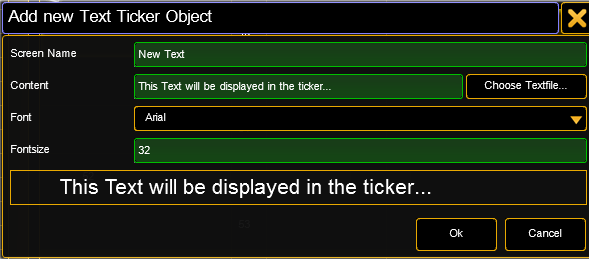 Add new Text Ticker Object
Screen Name
New Text
Content
This Text will be displayed in the ticker...
Choose Textfile...
Font
Arial
Fontsize
32
This Text will be displayed in the ticker...
Ok
Cancel